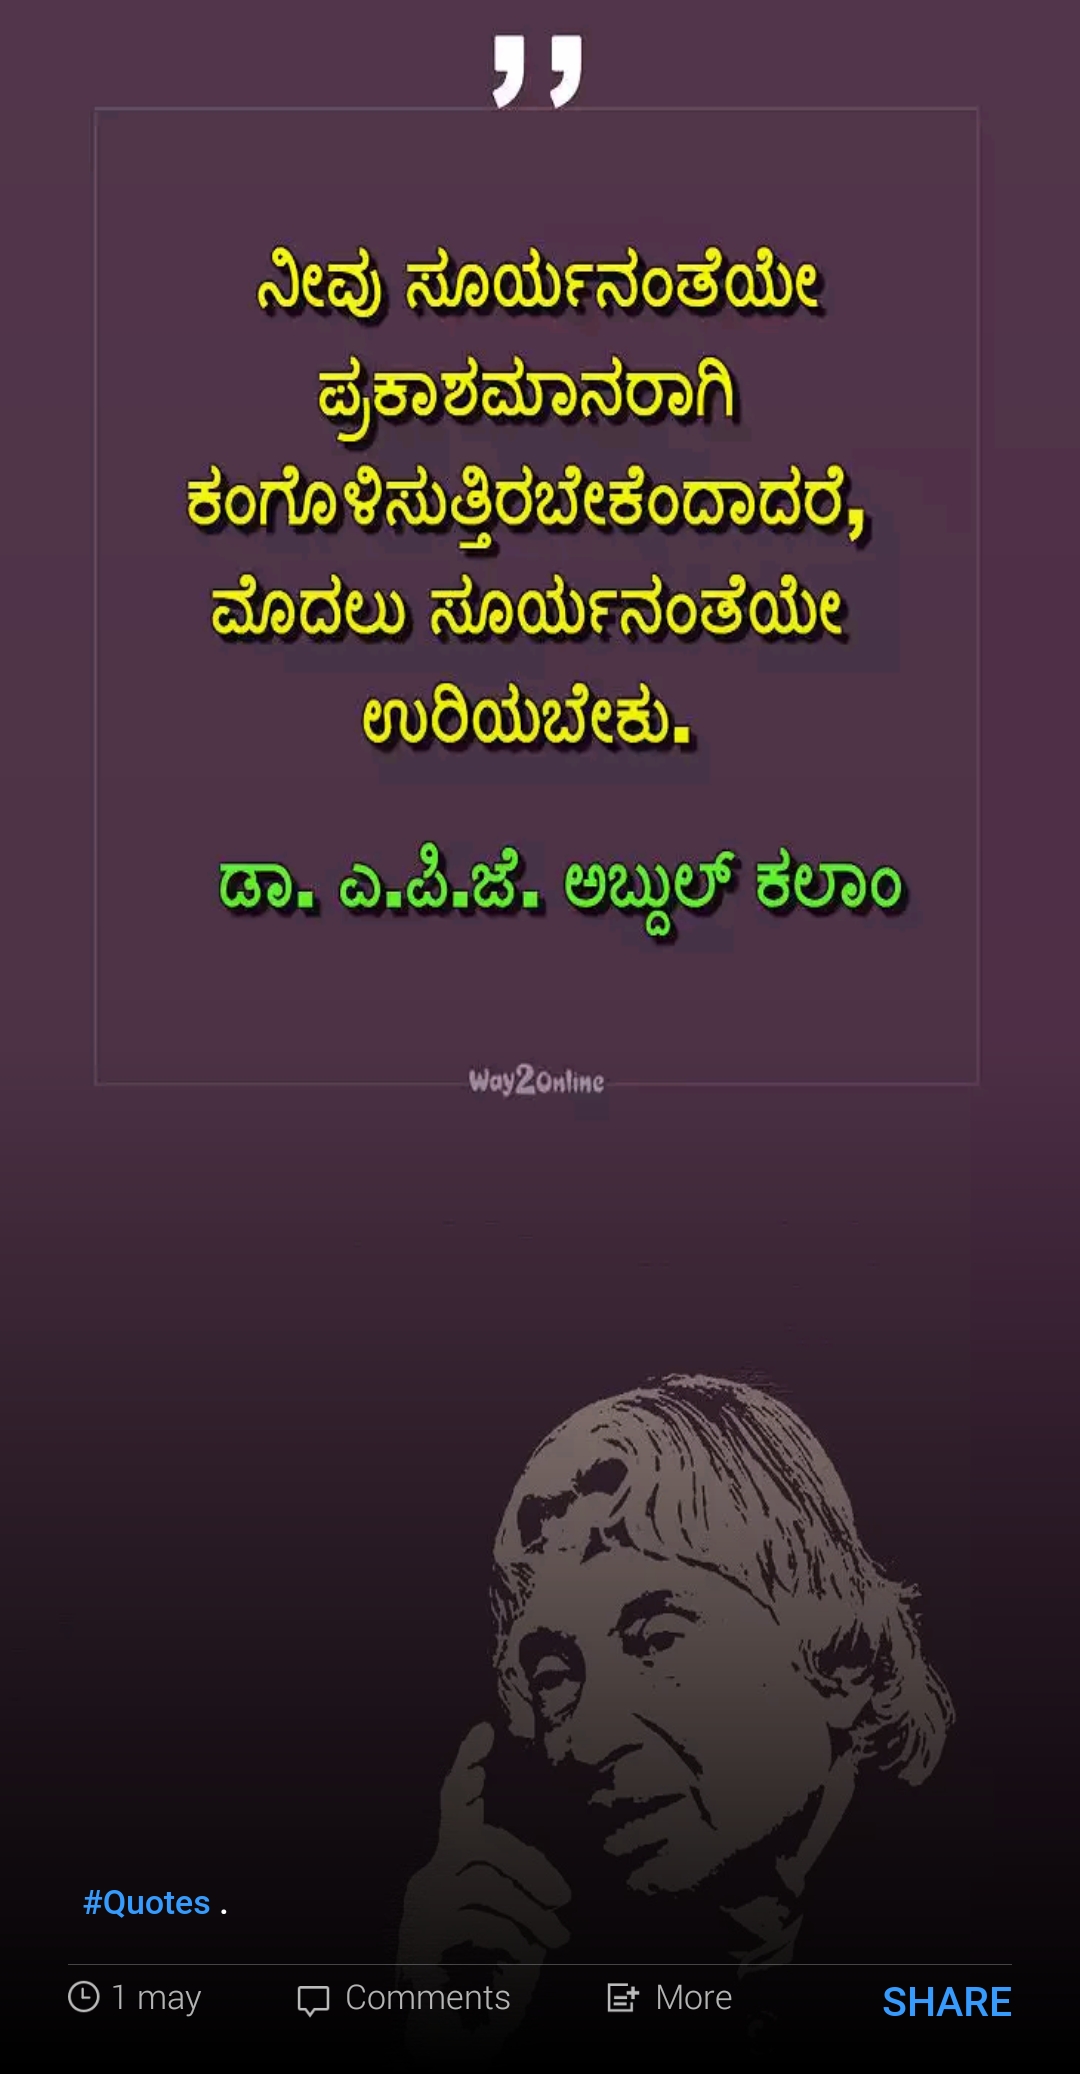 ”
ನೀವು ಸೂರ್ಯನಂತೆಯೇ
ಪ್ರಕಾಶಮಾನರಾಗಿ
ಕಂಗೊಳಿಸುತ್ತಿರಬೇಕೆಂದಾದರೆ,
ಮೊದಲು ಸೂರ್ಯನಂತೆಯೇ
ಉರಿಯಬೇಕು.
ಡಾ. ಎ.ಪಿ.ಜೆ. ಅಬ್ದುಲ್ ಕಲಾಂ
Way2Online
#Quotes .
1 may Comments More SHARE